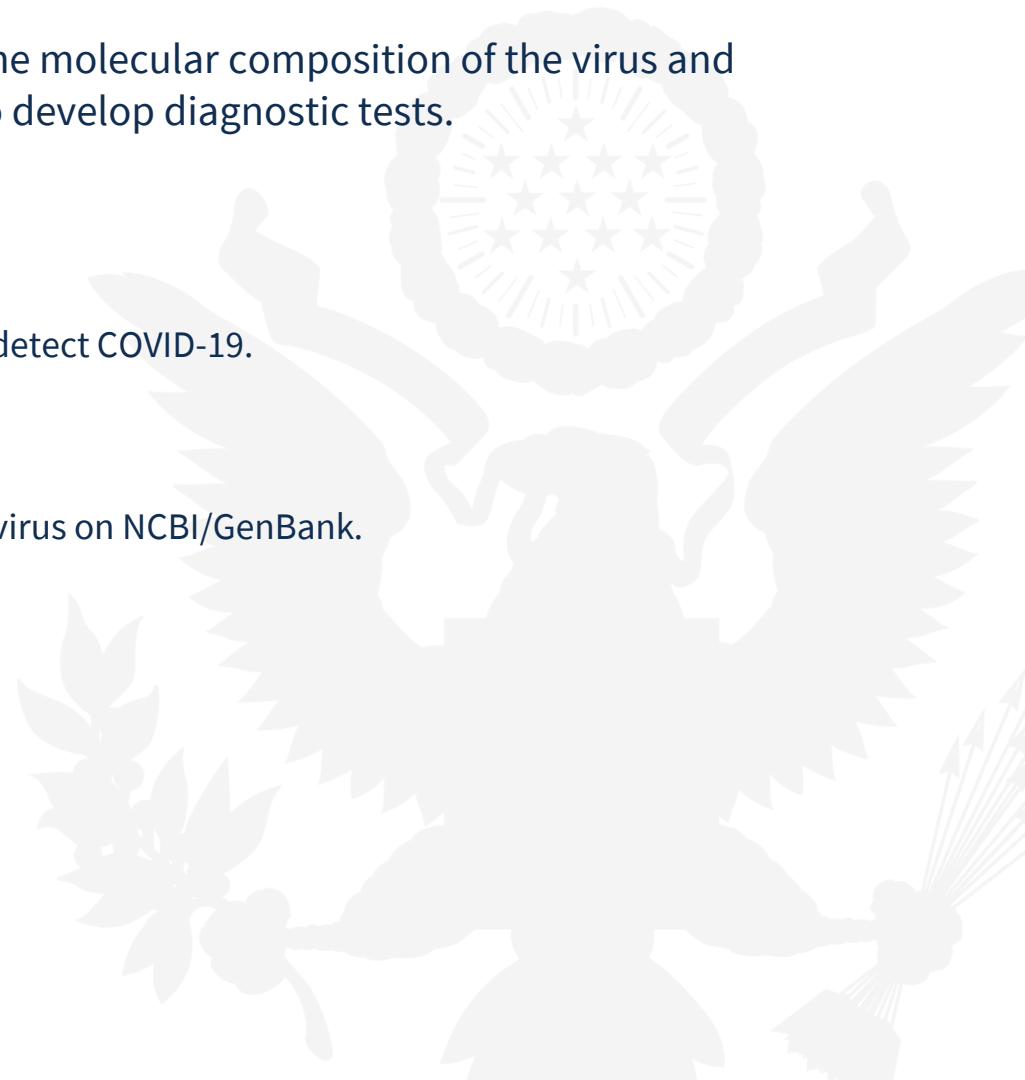 he molecular composition of the virus and
develop diagnostic tests.
detect COVID-19.
virus on NCBI/GenBank.